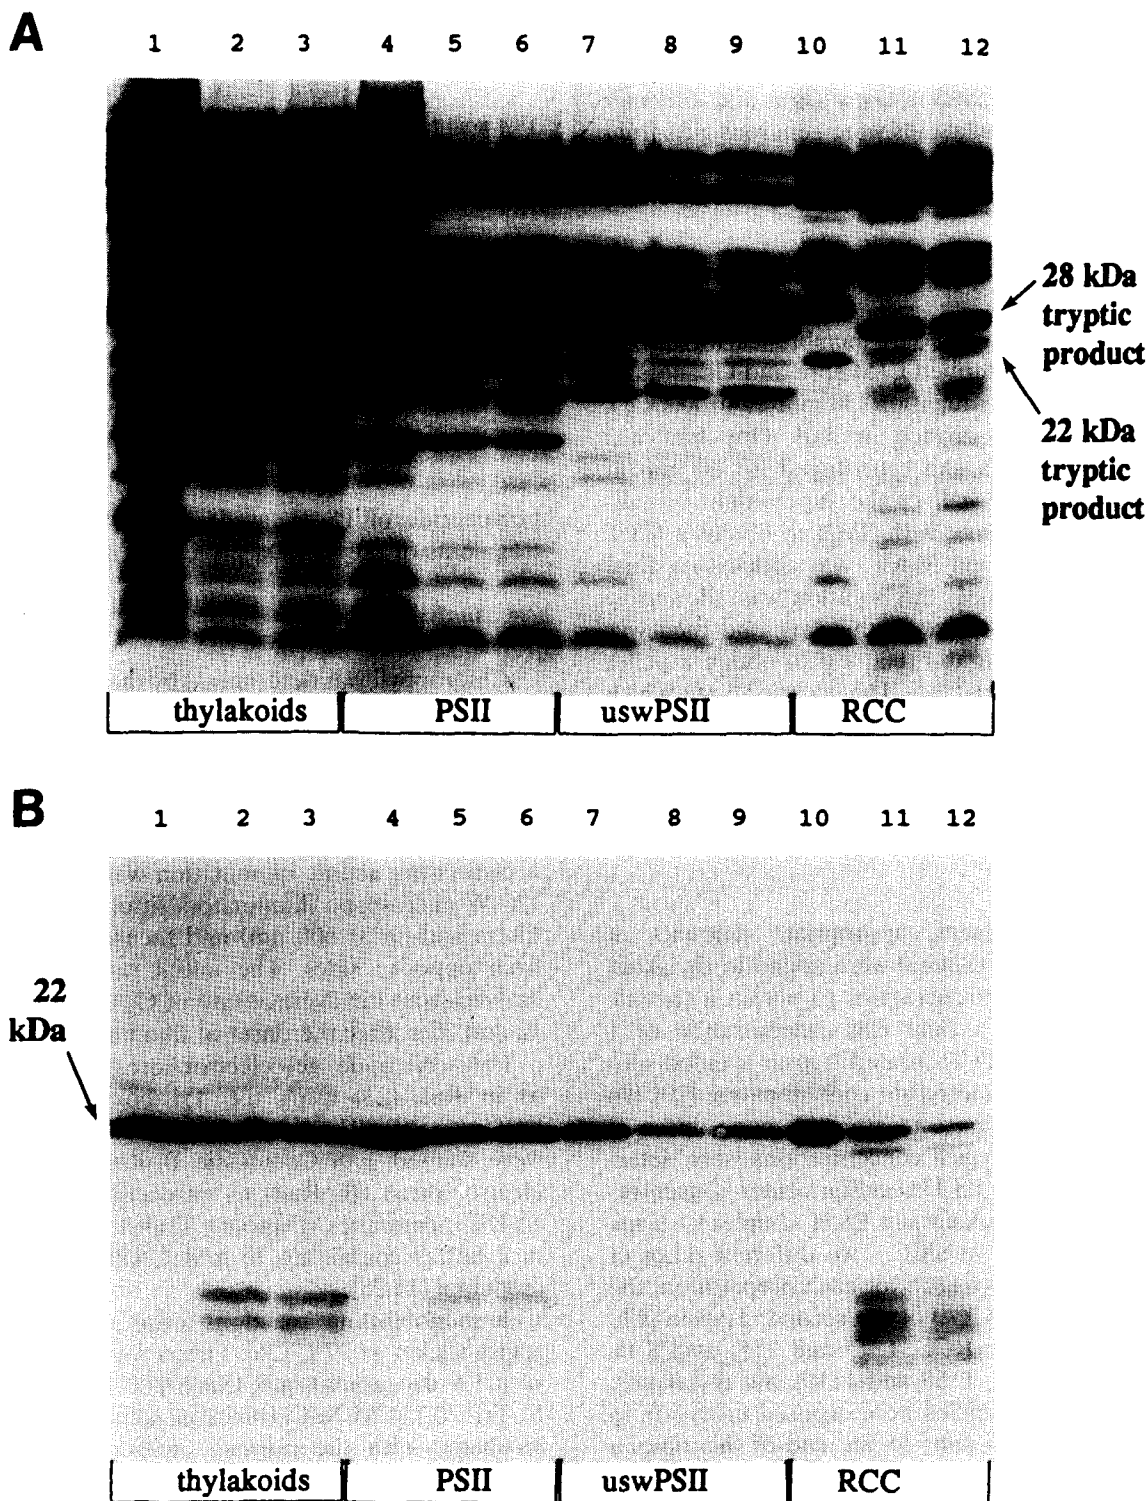 A
1 2 3 4 5 6 7 8 9 10 11 12
28 kDa
tryptic
product
22 kDa
tryptic
product
thylakoids PSII uswPSII RCC
B
1 2 3 4 5 6 7 8 9 10 11 12
22
kDa
thylakoids PSII uswPSII RCC